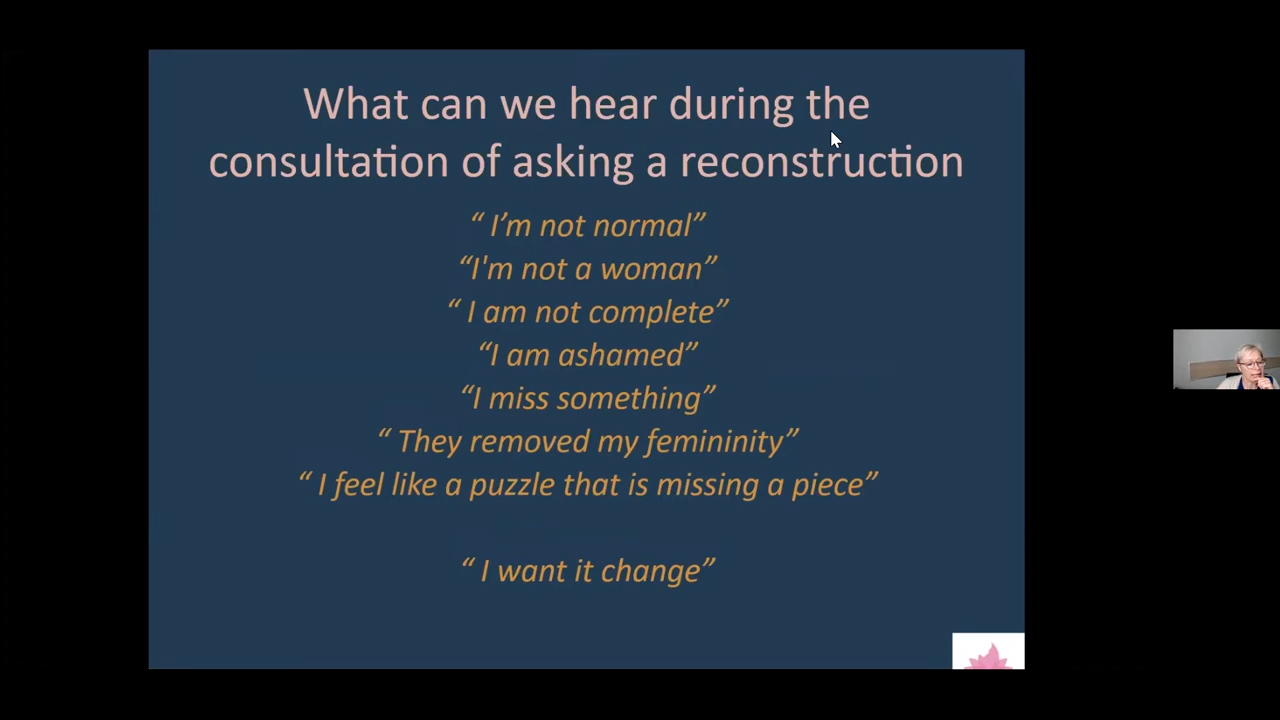 What can we hear during the
consultation of asking a reconstruction
“ I’m not normal”
“I'm not a woman”
“ I am not complete”
“I am ashamed”
“I miss something”
“ They removed my femininity”
“ I feel like a puzzle that is missing a piece”
“ I want it change”